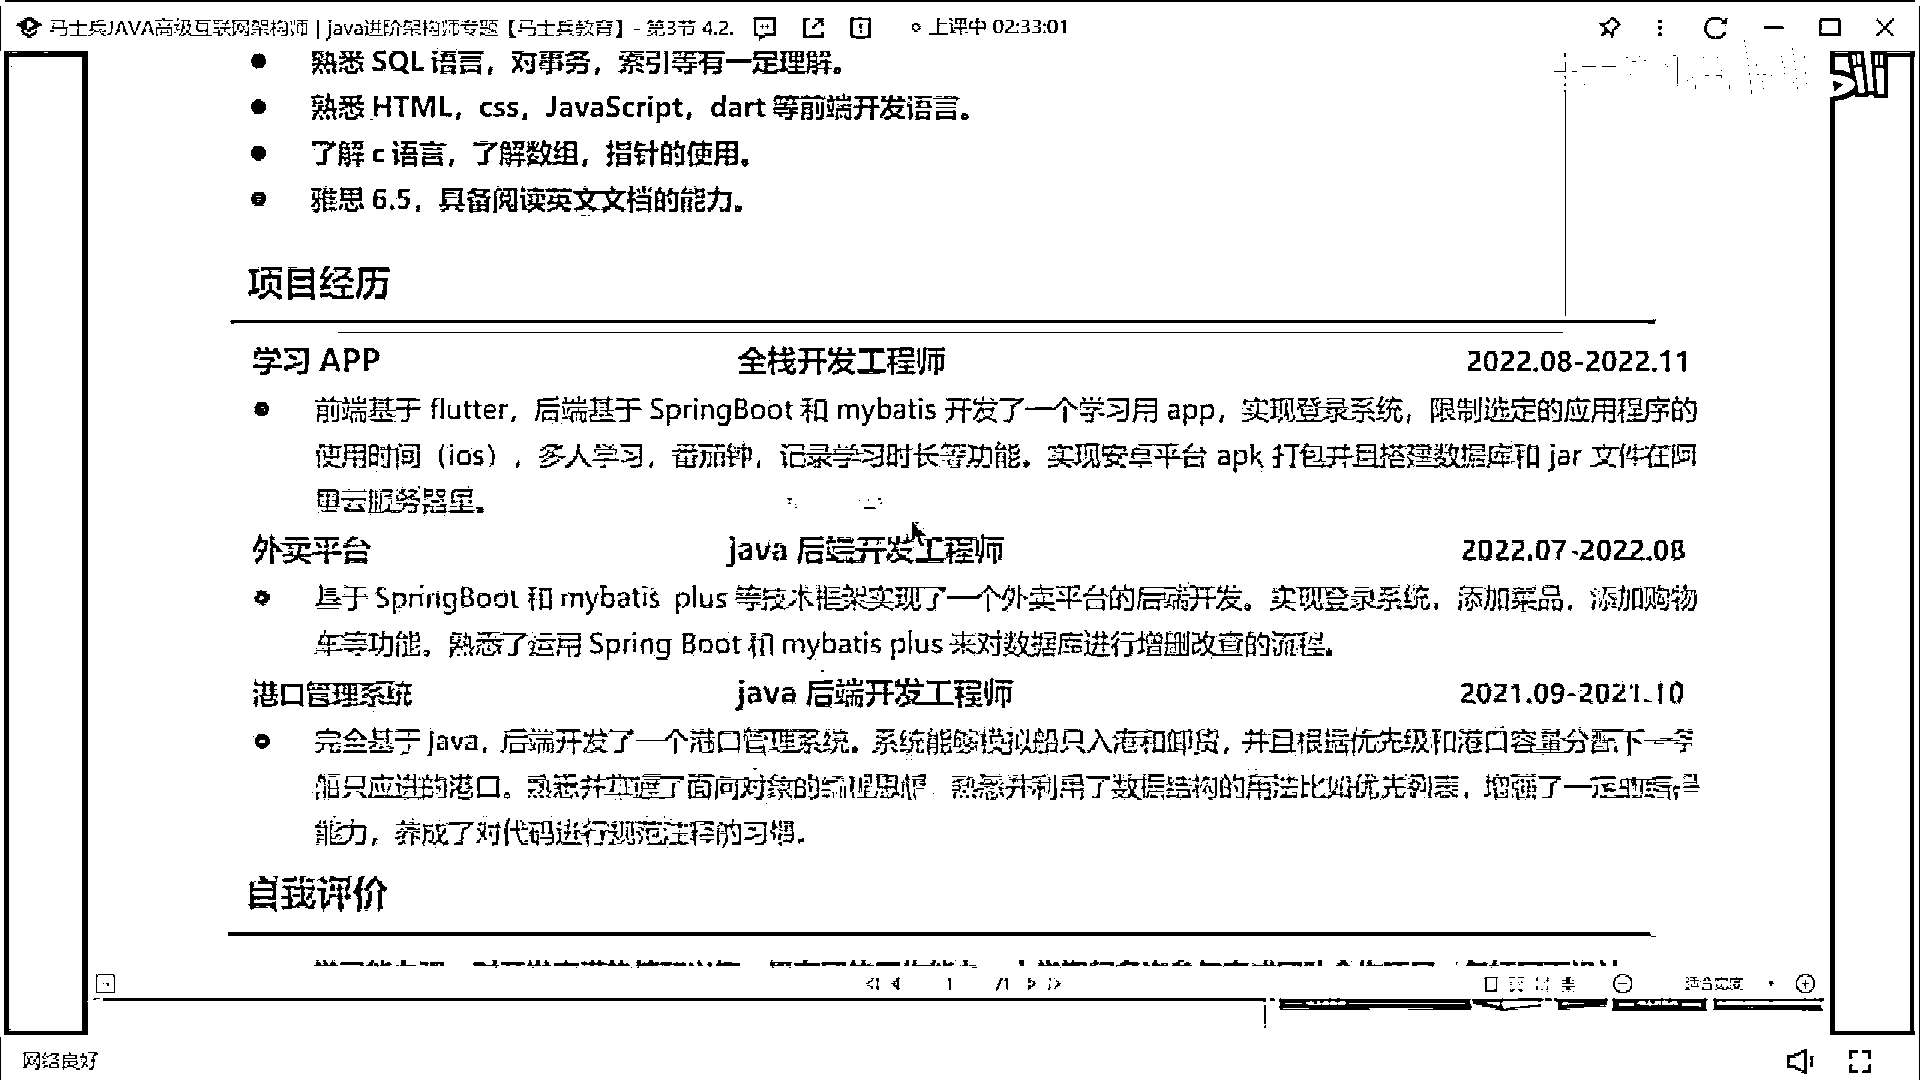 马士兵JAVA高级互联网架构师 | java进阶架构师专题【马士兵教育】- 第3节 4.2. 上课中 02:33:01
熟悉 SQL 语言，对事务，索引等有一定理解。
熟悉 HTML，css，JavaScript，dart 等前端开发语言。
了解 c 语言，了解数组，指针的使用。
雅思 6.5，具备阅读英文文档的能力。
项目经历
学习 APP 全栈开发工程师 2022.08-2022.11
前端基于 flutter，后端基于 SpringBoot 和 mybatis 开发了一个学习用 app，实现登录系统，限制选定的应用程序的
使用时间（ios），多人学习，番茄钟，记录学习时长等功能。实现安卓平台 apk 打包并且搭建数据库和 jar 文件在阿
里云服务器里。
外卖平台 java 后端开发工程师 2022.07-2022.08
基于 SpringBoot 和 mybatis plus 等技术框架实现了一个外卖平台的后端开发。实现登录系统，添加菜品，添加购物
车等功能。熟悉了运用 Spring Boot 和 mybatis plus 来对数据库进行增删改查的流程。
港口管理系统 java 后端开发工程师 2021.09-2021.10
完全基于 java，后端开发了一个港口管理系统。系统能够模拟船只入港和卸货，并且根据优先级和港口容量分配下一等
船只应进的港口。熟悉并掌握了面向对象的编程思想，熟悉并利用了数据结构的用法比如优先列表，增强了一定的
能力，养成了对代码进行规范注释的习惯。
自我评价
1 /1 适合宽度
网络良好